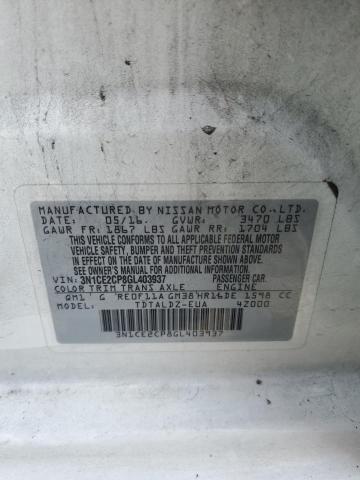 MANUFACTURED BY NISSAN MOTOR CO.,LTD.
DATE: 05/16 GVWR: 3470 LBS
GAWR FR: 1867 LBS GAWR RR: 1704 LBS
THIS VEHICLE CONFORMS TO ALL APPLICABLE FEDERAL MOTOR
VEHICLE SAFETY, BUMPER AND THEFT PREVENTION STANDARDS
IN EFFECT ON THE DATE OF MANUFACTURE SHOWN ABOVE.
SEE OWNER'S MANUAL FOR ADDITIONAL INFORMATION.
VIN: 3N1CE2CP8GL403937 PASSENGER CAR
COLOR TRIM TRANS AXLE ENGINE
QM1 G RE0F11A GM38 HR16DE 1598 CC
MODEL: TDTALDZ-EUA 4Z000
3N1CE2CP8GL403937